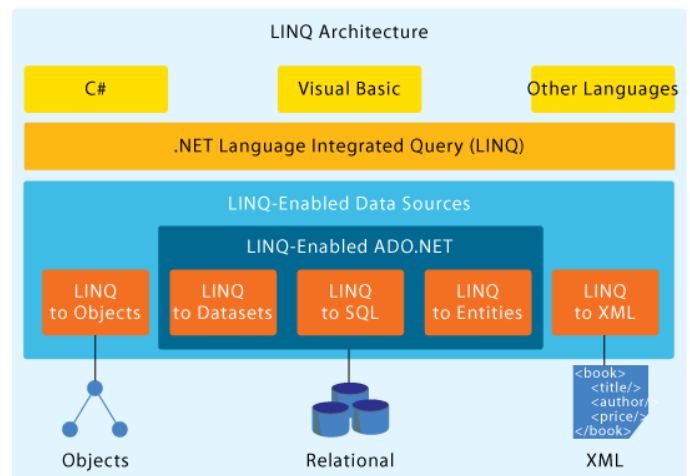 LINQ Architecture
C#
Visual Basic
Other Languages
.NET Language Integrated Query (LINQ)
LINQ-Enabled Data Sources
LINQ-Enabled ADO.NET
LINQ
to Objects
LINQ
to Datasets
LINQ
to SQL
LINQ
to Entities
LINQ
to XML
<book>
<title/>
<author/>
<price/>
</book>
Objects
Relational
XML